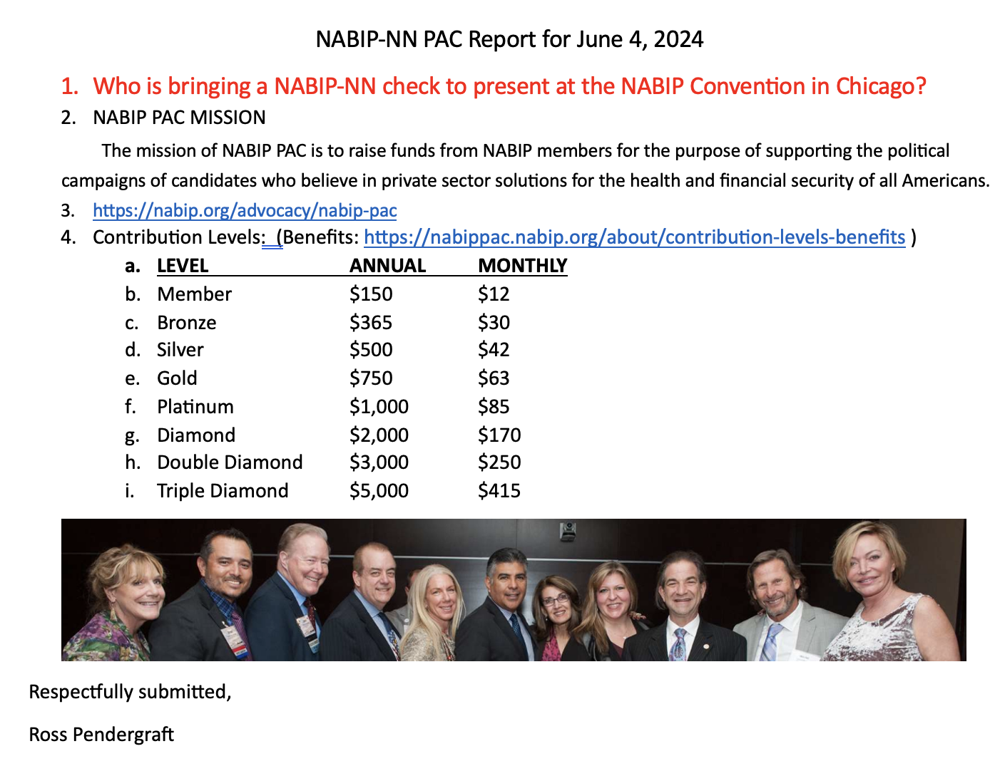 NABIP-NN PAC Report for June 4, 2024
1. Who is bringing a NABIP-NN check to present at the NABIP Convention in Chicago?
2. NABIP PAC MISSION
The mission of NABIP PAC is to raise funds from NABIP members for the purpose of supporting the political
campaigns of candidates who believe in private sector solutions for the health and financial security of all Americans.
3. https://nabip.org/advocacy/nabip-pac
4. Contribution Levels: (Benefits: https://nabippac.nabip.org/about/contribution-levels-benefits )
a. LEVEL ANNUAL MONTHLY
b. Member $150 $12
c. Bronze $365 $30
d. Silver $500 $42
e. Gold $750 $63
f. Platinum $1,000 $85
g. Diamond $2,000 $170
h. Double Diamond $3,000 $250
i. Triple Diamond $5,000 $415
Respectfully submitted,
Ross Pendergraft